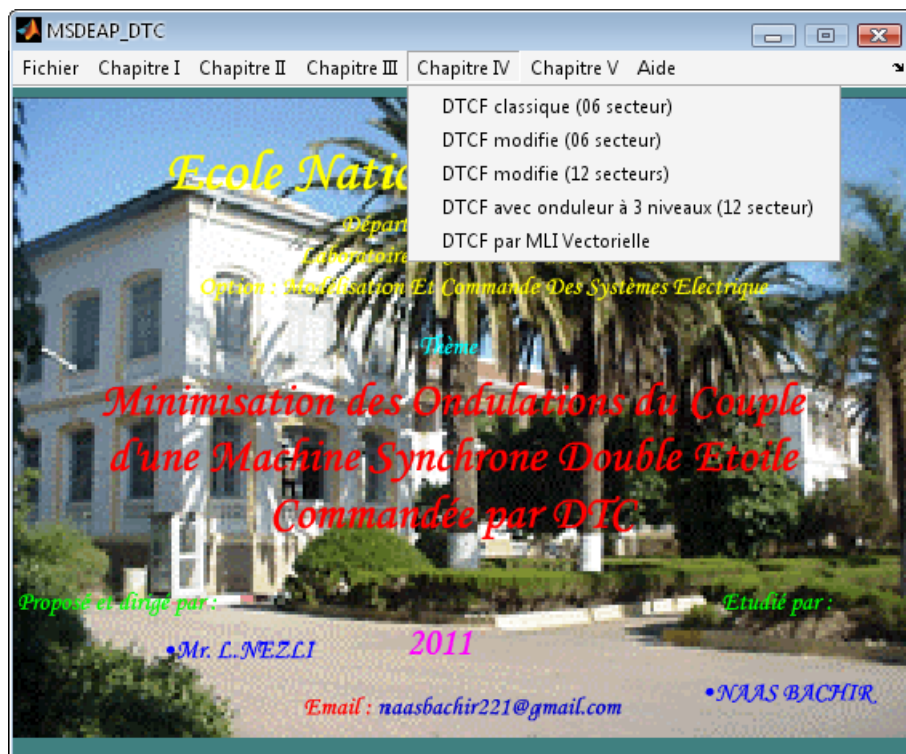 MSDEAP_DTC
Fichier Chapitre I Chapitre II Chapitre III Chapitre IV Chapitre V Aide
DTCF classique (06 secteur)
DTCF modifie (06 secteur)
DTCF modifie (12 secteurs)
DTCF avec onduleur à 3 niveaux (12 secteur)
DTCF par MLI Vectorielle
Ecole
Option : Modélisation Et Commande Des Systèmes Electrique
Thème
Minimisation des Ondulations du Couple
d'une Machine Synchrone Double Etoile
Commandée par DTC
Proposé et dirigé par :
Etudié par :
•Mr. L.NEZLI
2011
•NAAS BACHIR
Email : naasbachir221@gmail.com